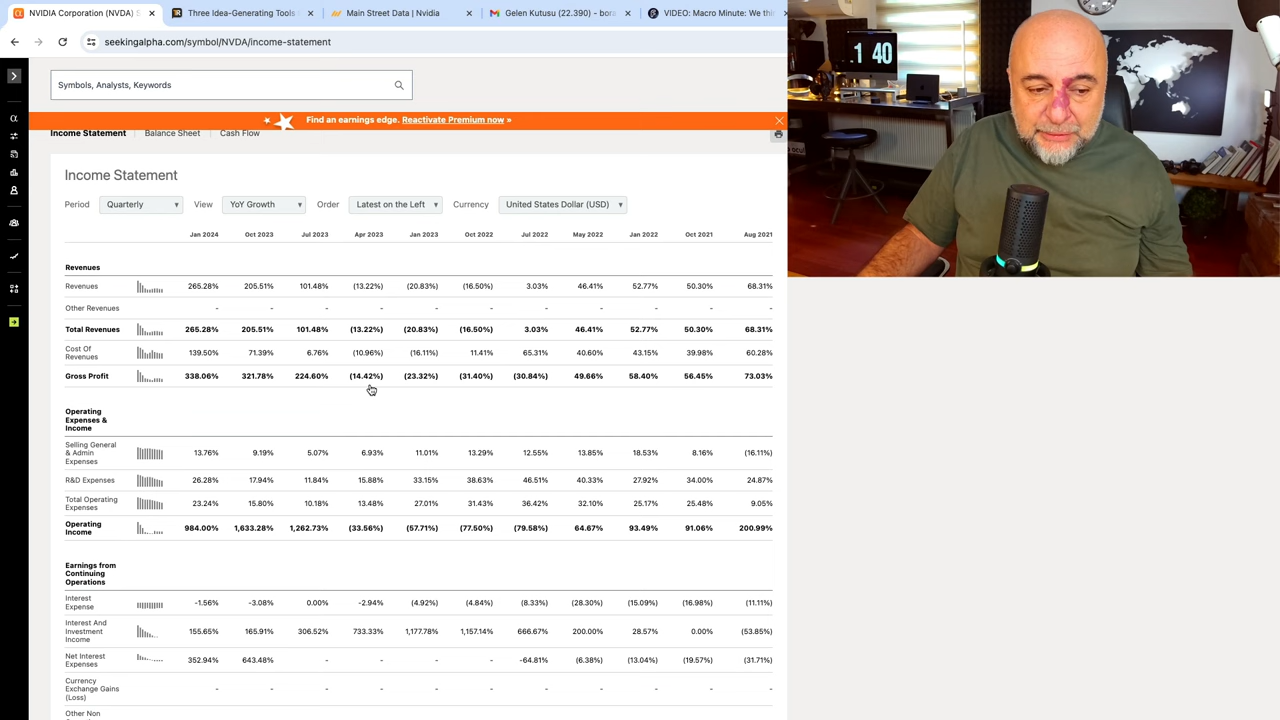 NVIDIA Corporation (NVDA) S
Three Idea-Generating Tools
Main Street Data | Nvidia
Gelen Kutusu (2.390) - bora
VIDEO: Macro Minute: We thi
seekingalpha.com/symbol/NVDA/income-statement
Symbols, Analysts, Keywords
Find an earnings edge. Reactivate Premium now »
Income Statement Balance Sheet Cash Flow
Income Statement
Period Quarterly View YoY Growth Order Latest on the Left Currency United States Dollar (USD)
Jan 2024 Oct 2023 Jul 2023 Apr 2023 Jan 2023 Oct 2022 Jul 2022 May 2022 Jan 2022 Oct 2021 Aug 2021
Revenues
Revenues 265.28% 205.51% 101.48% (13.22%) (20.83%) (16.50%) 3.03% 46.41% 52.77% 50.30% 68.31%
Other Revenues - - - - - - - - - - -
Total Revenues 265.28% 205.51% 101.48% (13.22%) (20.83%) (16.50%) 3.03% 46.41% 52.77% 50.30% 68.31%
Cost Of
Revenues 139.50% 71.39% 6.76% (10.96%) (16.11%) 11.41% 65.31% 40.60% 43.15% 39.98% 60.28%
Gross Profit 338.06% 321.78% 224.60% (14.42%) (23.32%) (31.40%) (30.84%) 49.66% 58.40% 56.45% 73.03%
Operating
Expenses &
Income
Selling General
& Admin
Expenses 13.76% 9.19% 5.07% 6.93% 11.01% 13.29% 12.55% 13.85% 18.53% 8.16% (16.11%)
R&D Expenses 26.28% 17.94% 11.84% 15.88% 33.15% 38.63% 46.51% 40.33% 27.92% 34.00% 24.87%
Total Operating
Expenses 23.24% 15.80% 10.18% 13.48% 27.01% 31.43% 36.42% 32.10% 25.17% 25.48% 9.05%
Operating
Income 984.00% 1,633.28% 1,262.73% (33.56%) (57.71%) (77.50%) (79.58%) 64.67% 93.49% 91.06% 200.99%
Earnings from
Continuing
Operations
Interest
Expense -1.56% -3.08% 0.00% -2.94% (4.92%) (4.84%) (8.33%) (28.30%) (15.09%) (16.98%) (11.11%)
Interest And
Investment
Income 155.65% 165.91% 306.52% 733.33% 1,177.78% 1,157.14% 666.67% 200.00% 28.57% 0.00% (53.85%)
Net Interest
Expenses 352.94% 643.48% - - - - -64.81% (6.38%) (13.04%) (19.57%) (31.71%)
Currency
Exchange Gains
(Loss) - - - - - - - - - - -
Other Non
1 40